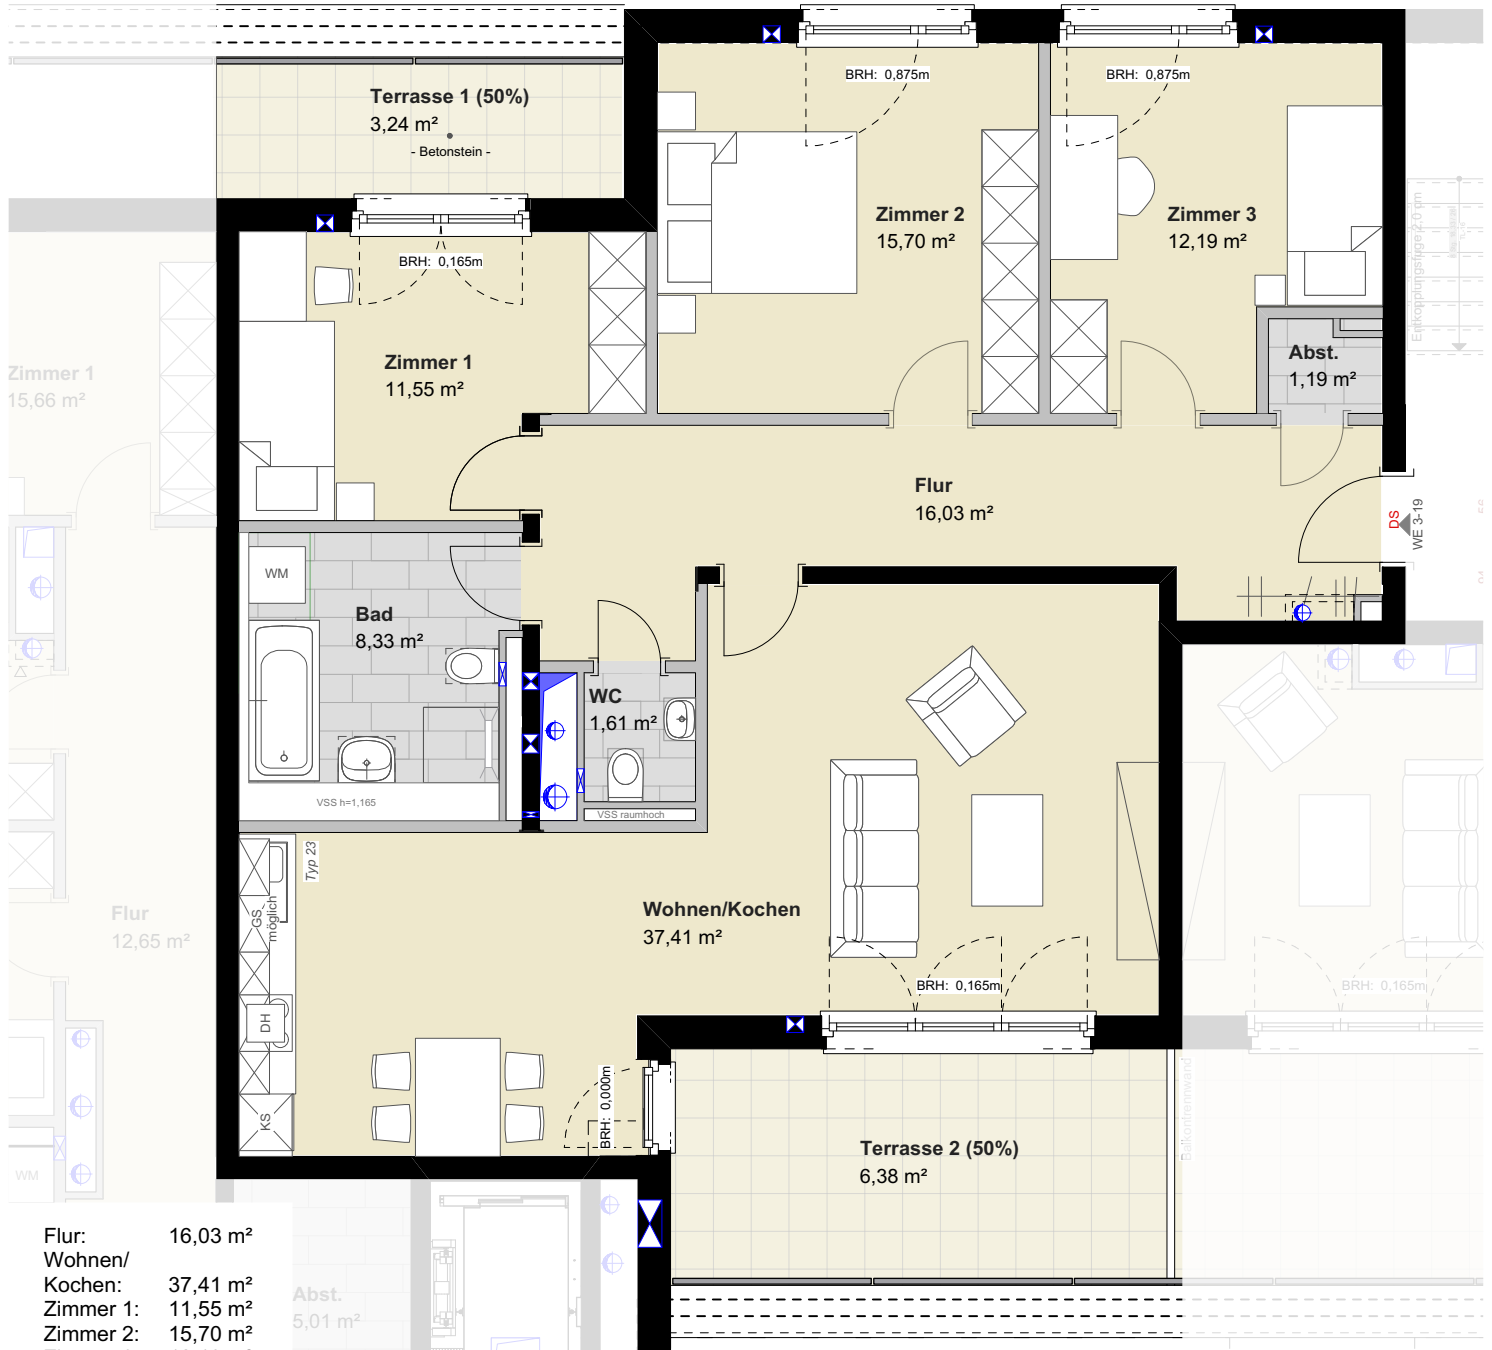 Terrasse 1 (50%)
3,24 m²
- Betonstein -
BRH: 0,875m
BRH: 0,875m
Zimmer 2
15,70 m²
Zimmer 3
12,19 m²
Entkopplungsfuge 2,0 cm
BRH: 0,165m
Zimmer 1
11,55 m²
Abst.
1,19 m²
Zimmer 1
15,66 m²
Flur
16,03 m²
DS
WE 3-19
WM
Bad
8,33 m²
WC
1,61 m²
VSS h=1,165
VSS raumhoch
Typ 23
GS
möglich
Flur
12,65 m²
Wohnen/Kochen
37,41 m²
BRH: 0,165m
BRH: 0,165m
DH
KS
BRH: 0,000m
Balkontrennwand
Terrasse 2 (50%)
6,38 m²
WM
Abst.
5,01 m²
Flur: 16,03 m²
Wohnen/
Kochen: 37,41 m²
Zimmer 1: 11,55 m²
Zimmer 2: 15,70 m²